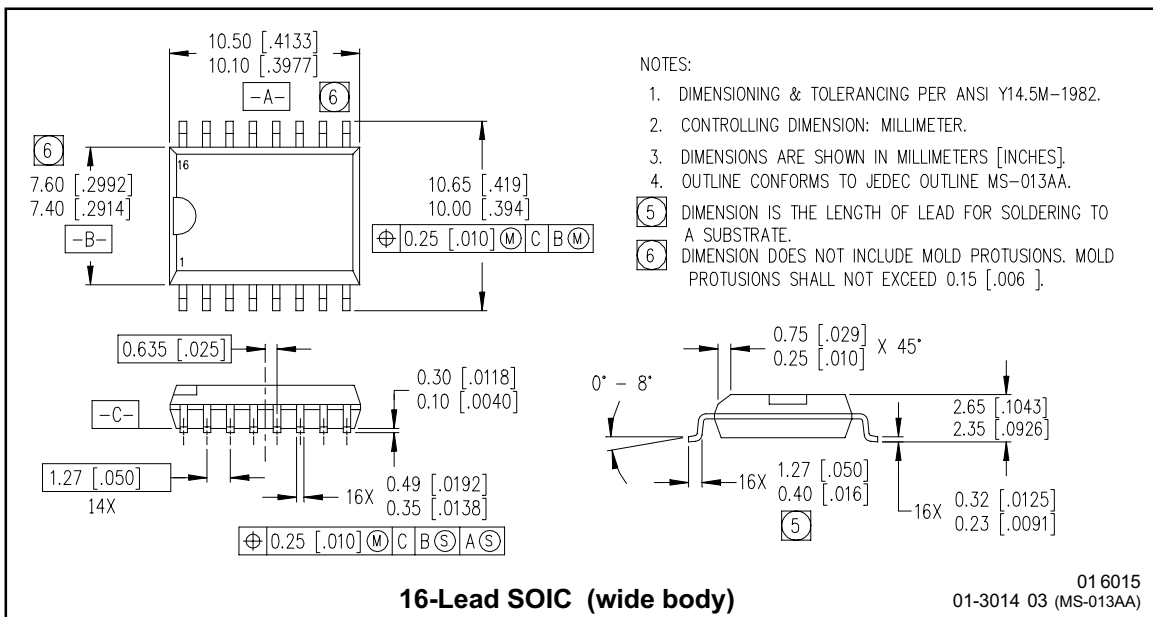 10.50 [.4133]
10.10 [.3977]
-A-
6
6
7.60 [.2992]
7.40 [.2914]
-B-
16
1
10.65 [.419]
10.00 [.394]
⌖ 0.25 [.010] Ⓜ C B Ⓜ
NOTES:
1. DIMENSIONING & TOLERANCING PER ANSI Y14.5M-1982.
2. CONTROLLING DIMENSION: MILLIMETER.
3. DIMENSIONS ARE SHOWN IN MILLIMETERS [INCHES].
4. OUTLINE CONFORMS TO JEDEC OUTLINE MS-013AA.
5 DIMENSION IS THE LENGTH OF LEAD FOR SOLDERING TO
A SUBSTRATE.
6 DIMENSION DOES NOT INCLUDE MOLD PROTUSIONS. MOLD
PROTUSIONS SHALL NOT EXCEED 0.15 [.006 ].
0.635 [.025]
-C-
0.30 [.0118]
0.10 [.0040]
1.27 [.050]
14X
16X 0.49 [.0192]
0.35 [.0138]
⌖ 0.25 [.010] Ⓜ C B Ⓢ A Ⓢ
0.75 [.029]
0.25 [.010]
X 45°
0° - 8°
2.65 [.1043]
2.35 [.0926]
16X 1.27 [.050]
0.40 [.016]
5
16X 0.32 [.0125]
0.23 [.0091]
16-Lead SOIC (wide body)
01 6015
01-3014 03 (MS-013AA)